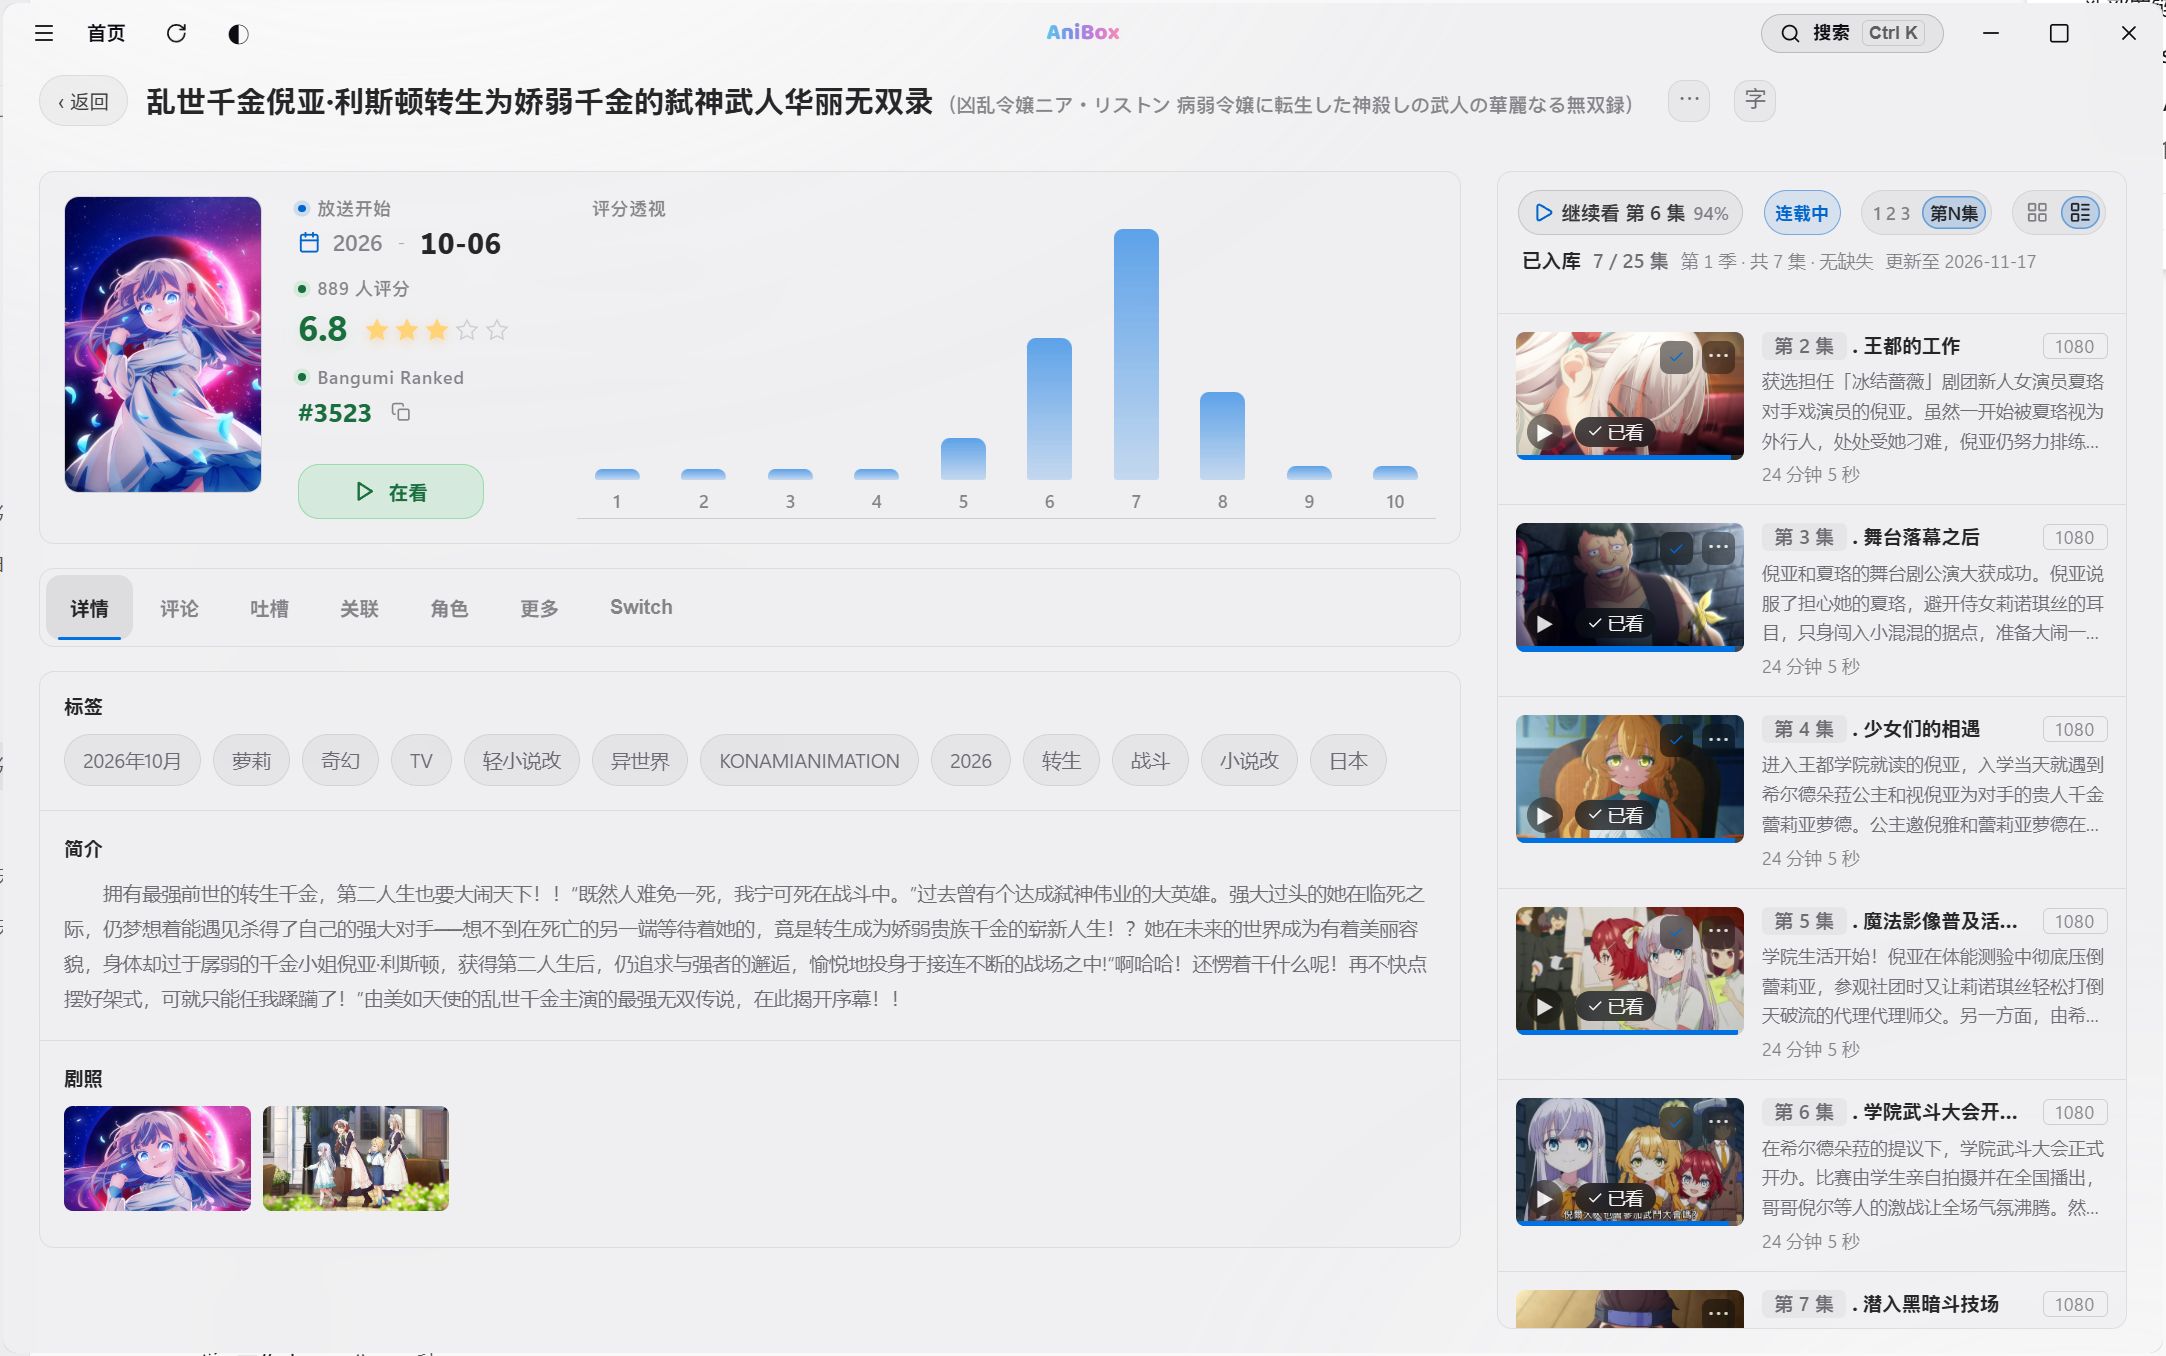 首页
AniBox
搜索 Ctrl K
‹ 返回
乱世千金倪亚·利斯顿转生为娇弱千金的弑神武人华丽无双录
（凶乱令嬢ニア・リストン 病弱令嬢に転生した神殺しの武人の華麗なる無双録）
···
字
放送开始
2026 - 10-06
889 人评分
6.8
Bangumi Ranked
#3523
在看
评分透视
1 2 3 4 5 6 7 8 9 10
详情 评论 吐槽 关联 角色 更多 Switch
标签
2026年10月 萝莉 奇幻 TV 轻小说改 异世界 KONAMIANIMATION 2026 转生 战斗 小说改 日本
简介
拥有最强前世的转生千金，第二人生也要大闹天下！！“既然人难免一死，我宁可死在战斗中。”过去曾有个达成弑神伟业的大英雄。强大过头的她在临死之
际，仍梦想着能遇见杀得了自己的强大对手──想不到在死亡的另一端等待着她的，竟是转生成为娇弱贵族千金的崭新人生！？她在未来的世界成为有着美丽容
貌，身体却过于孱弱的千金小姐倪亚·利斯顿，获得第二人生后，仍追求与强者的邂逅，愉悦地投身于接连不断的战场之中!“啊哈哈！还愣着干什么呢！再不快点
摆好架式，可就只能任我蹂躏了！”由美如天使的乱世千金主演的最强无双传说，在此揭开序幕！！
剧照
继续看 第 6 集 94%
连载中
1 2 3 第N集
已入库 7 / 25 集 第 1 季 · 共 7 集 · 无缺失 更新至 2026-11-17
已看
第 2 集 . 王都的工作 1080
获选担任「冰结蔷薇」剧团新人女演员夏珞
对手戏演员的倪亚。虽然一开始被夏珞视为
外行人，处处受她刁难，倪亚仍努力排练...
24 分钟 5 秒
已看
第 3 集 . 舞台落幕之后 1080
倪亚和夏珞的舞台剧公演大获成功。倪亚说
服了担心她的夏珞，避开侍女莉诺琪丝的耳
目，只身闯入小混混的据点，准备大闹一...
24 分钟 5 秒
已看
第 4 集 . 少女们的相遇 1080
进入王都学院就读的倪亚，入学当天就遇到
希尔德朵菈公主和视倪亚为对手的贵人千金
蕾莉亚萝德。公主邀倪雅和蕾莉亚萝德在...
24 分钟 5 秒
已看
第 5 集 . 魔法影像普及活... 1080
学院生活开始！倪亚在体能测验中彻底压倒
蕾莉亚，参观社团时又让莉诺琪丝轻松打倒
天破流的代理代理师父。另一方面，由希...
24 分钟 5 秒
已看
第 6 集 . 学院武斗大会开... 1080
在希尔德朵菈的提议下，学院武斗大会正式
开办。比赛由学生亲自拍摄并在全国播出，
哥哥倪尔等人的激战让全场气氛沸腾。然...
24 分钟 5 秒
第 7 集 . 潜入黑暗斗技场 1080